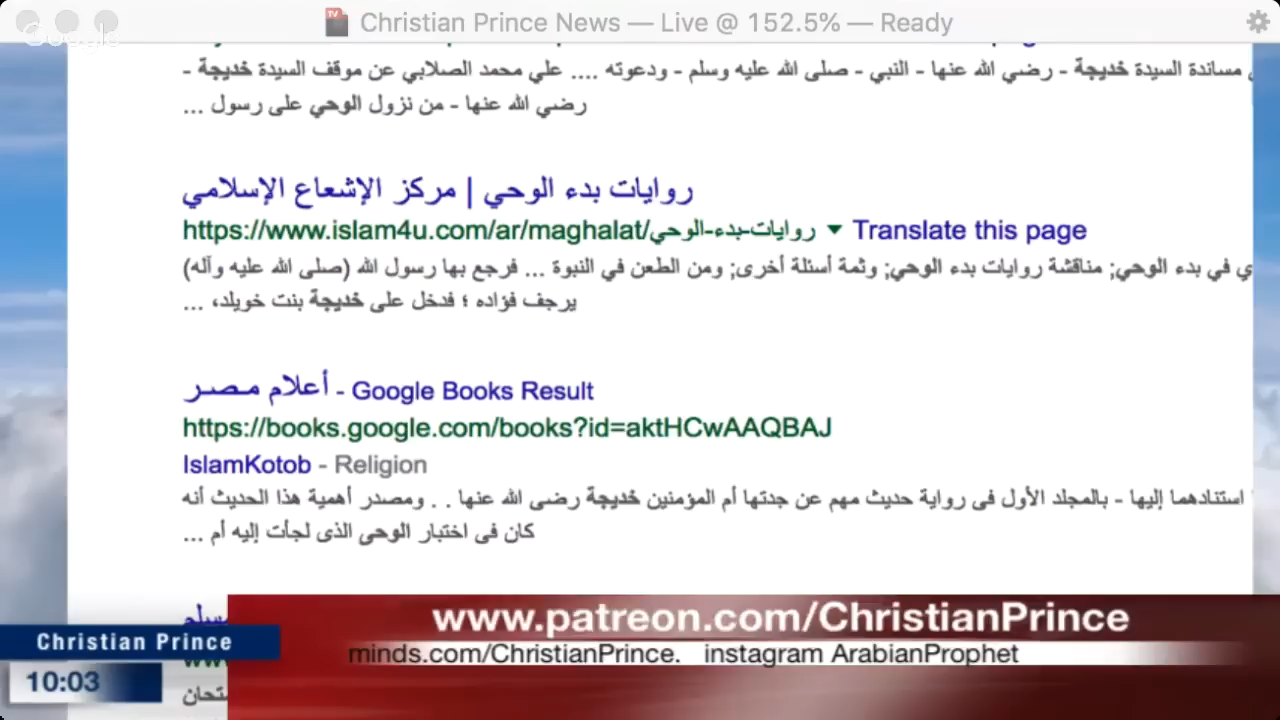 Christian Prince News — Live @ 152.5% — Ready
Google
مساندة السيدة خديجة - رضي الله عنها - النبي - صلى الله عليه وسلم - ودعوته .... علي محمد الصلابي عن موقف السيدة خديجة -
رضي الله عنها - من نزول الوحي على رسول ...
روايات بدء الوحي | مركز الإشعاع الإسلامي
https://www.islam4u.com/ar/maghalat/روايات-بدء-الوحي ▼ Translate this page
ي في بدء الوحي; مناقشة روايات بدء الوحي; وثمة أسئلة أخرى; ومن الطعن في النبوة ... فرجع بها رسول الله (صلى الله عليه وآله)
يرجف فؤاده ؛ فدخل على خديجة بنت خويلد، ...
أعلام مصر - Google Books Result
https://books.google.com/books?id=aktHCwAAQBAJ
IslamKotob - Religion
استنادهما إليها - بالمجلد الأول فى رواية حديث مهم عن جدتها أم المؤمنين خديجة رضى الله عنها . . ومصدر أهمية هذا الحديث أنه
كان فى اختبار الوحى الذى لجأت إليه أم ...
www.patreon.com/ChristianPrince
Christian Prince
minds.com/ChristianPrince. instagram ArabianProphet
10:03